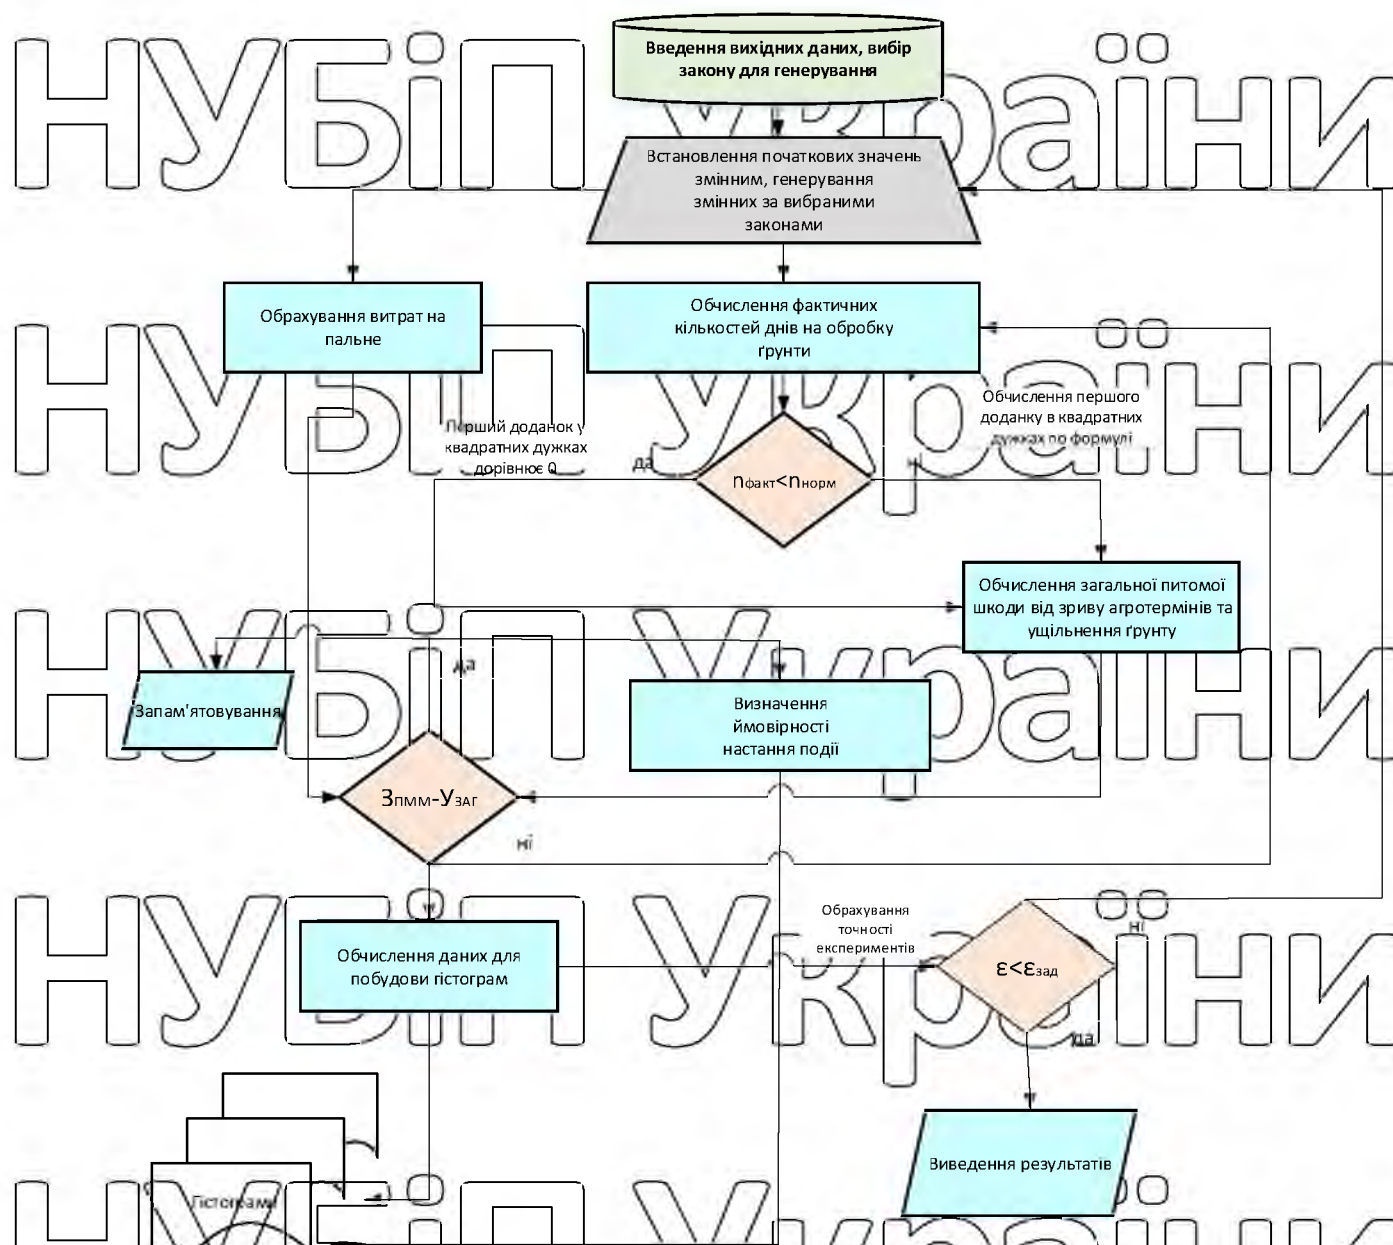 НУБіП України
Введення вихідних даних, вибір
закону для генерування
Встановлення початкових значень
змінним, генерування
змінних за вибраними
законами
НУБіП України
Обрахування витрат на
пальне
Обчислення фактичних
кількостей днів на обробку
ґрунти
Перший доданок у
квадратних дужках
дорівнює 0
да
nфакт<nнорм
Обчислення першого
доданку в квадратних
дужках по формулі
Обчислення загальної питомої
шкоди від зриву агротермінів та
ущільнення ґрунту
НУБіП України
да
Запам'ятовування
Визначення
ймовірності
настання події
Зпмм-Узаг
ні
НУБіП України
Обчислення даних для
побудови гістограм
Обрахування
точності
експериментів
ε<εзад
ні
да
Виведення результатів
Гістограми
НУБіП України